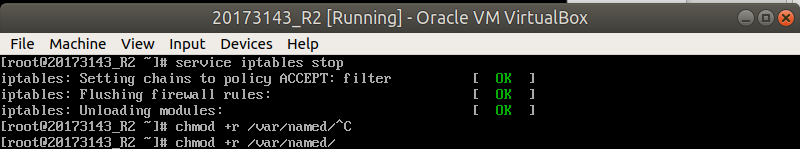 20173143_R2 [Running] - Oracle VM VirtualBox
File Machine View Input Devices Help
[root@20173143_R2 ~]# service iptables stop
iptables: Setting chains to policy ACCEPT: filter [ OK ]
iptables: Flushing firewall rules: [ OK ]
iptables: Unloading modules: [ OK ]
[root@20173143_R2 ~]# chmod +r /var/named/^C
[root@20173143_R2 ~]# chmod +r /var/named/